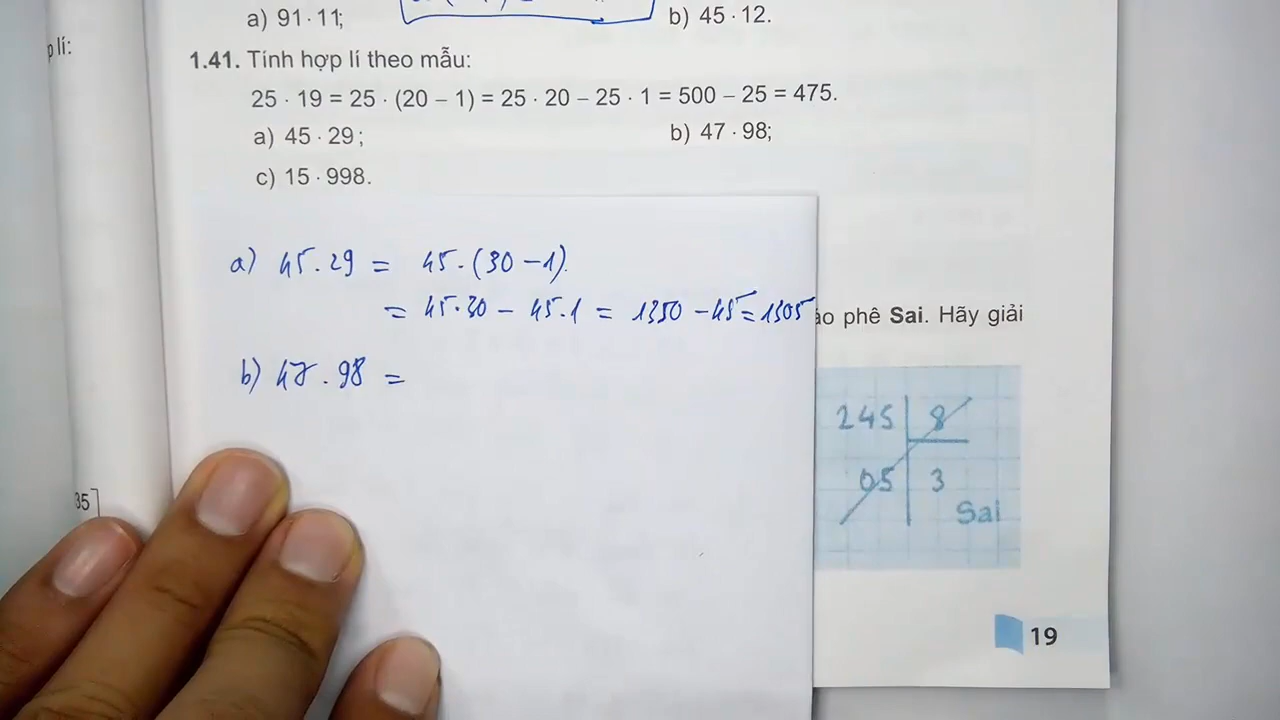 a) 91 · 11;
b) 45 · 12.
lí:
1.41. Tính hợp lí theo mẫu:
25 · 19 = 25 · (20 – 1) = 25 · 20 – 25 · 1 = 500 – 25 = 475.
a) 45 · 29;
b) 47 · 98;
c) 15 · 998.
a) 45.29 = 45.(30 - 1).
= 45.30 - 45.1 = 1350 - 45 = 1305
phê Sai. Hãy giải
b) 47.98 =
245 8
05 3
Sai
35
19